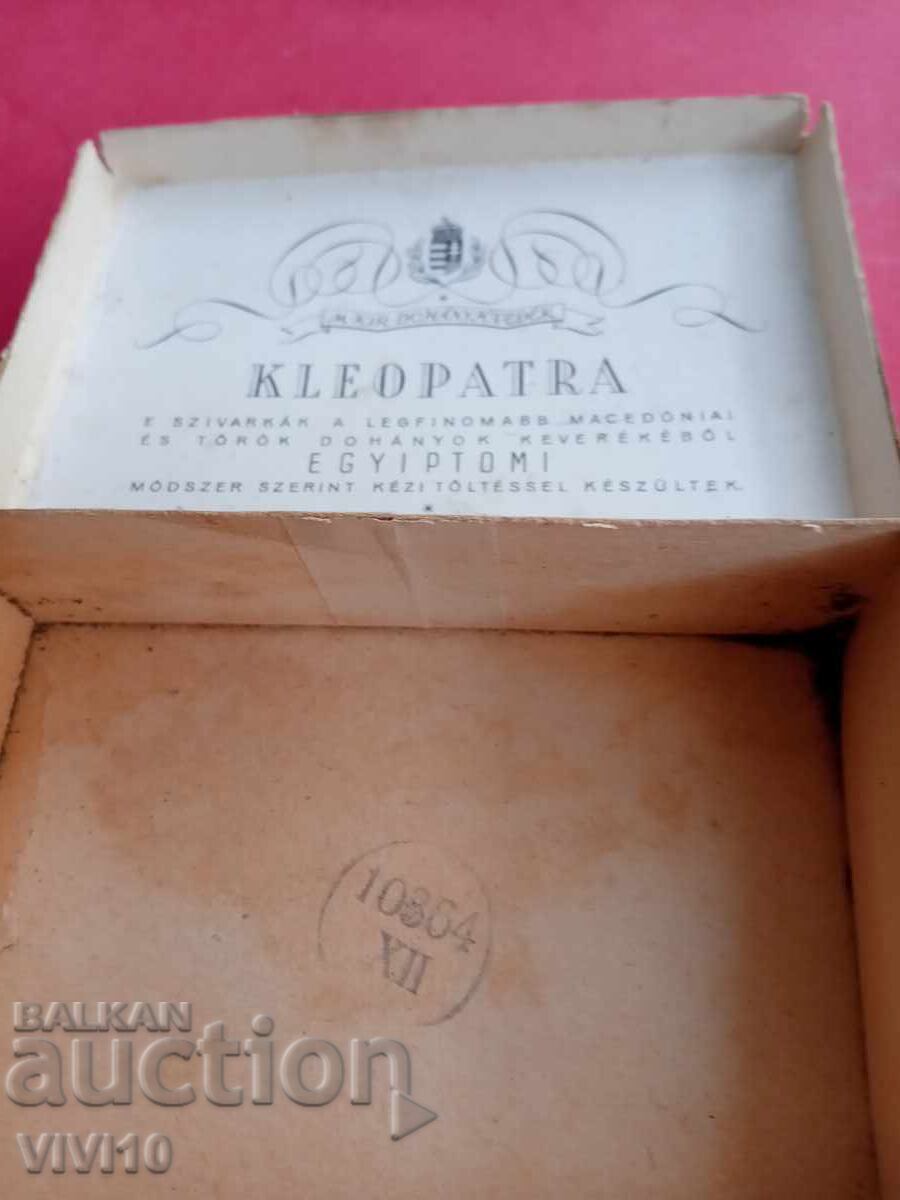 M. KIR. DOHÁNYJÖVEDÉK
KLEOPATRA
E SZIVARKÁK A LEGFINOMABB MACEDÓNIAI
ÉS TÖRÖK DOHÁNYOK KEVERÉKÉBŐL
EGYIPTOMI
MÓDSZER SZERINT KÉZI TÖLTÉSSEL KÉSZÜLTEK.
10364
XII
BALKAN
auction
VIVI10